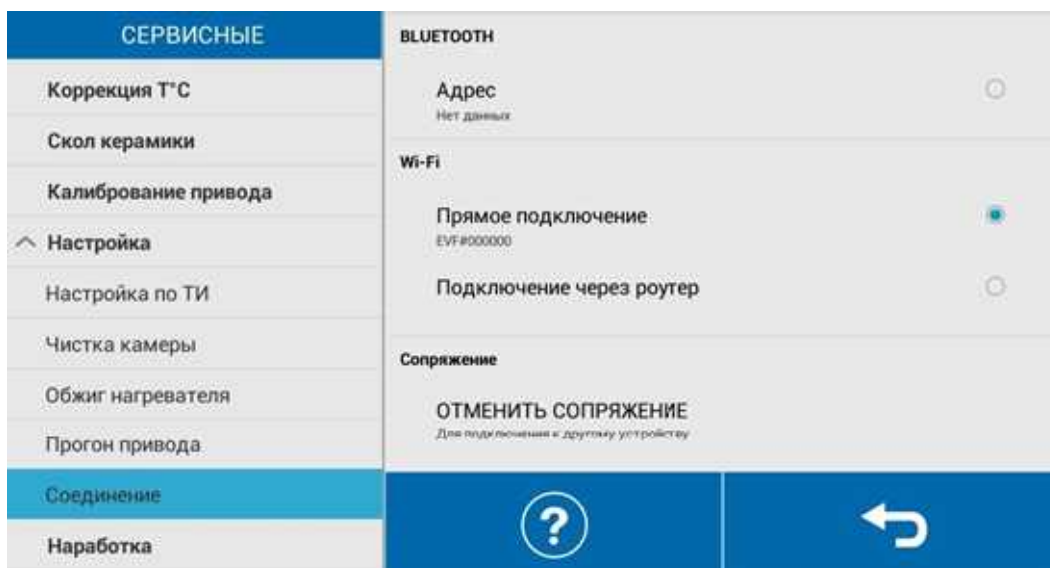 СЕРВИСНЫЕ
Коррекция T°C
Скол керамики
Калибрование привода
Настройка
Настройка по ТИ
Чистка камеры
Обжиг нагревателя
Прогон привода
Соединение
Наработка
BLUETOOTH
Адрес
Нет данных
Wi-Fi
Прямое подключение
EVF#000000
Подключение через роутер
Сопряжение
ОТМЕНИТЬ СОПРЯЖЕНИЕ
Для подключения к другому устройству
?